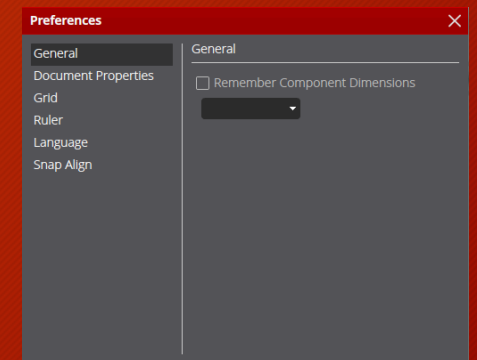 Preferences
General
Document Properties
Grid
Ruler
Language
Snap Align
General
Remember Component Dimensions